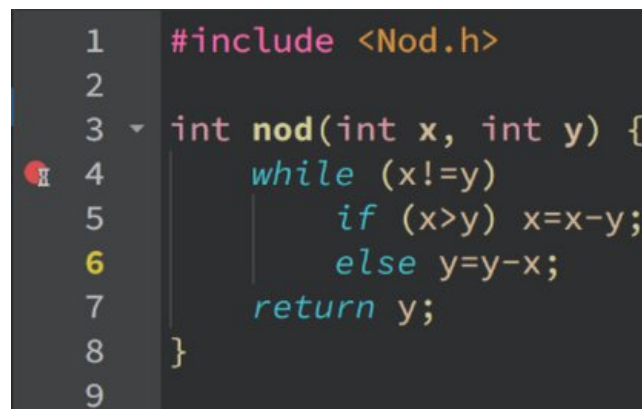 1 #include <Nod.h>
2
3 int nod(int x, int y) {
4 while (x!=y)
5 if (x>y) x=x-y;
6 else y=y-x;
7 return y;
8 }
9